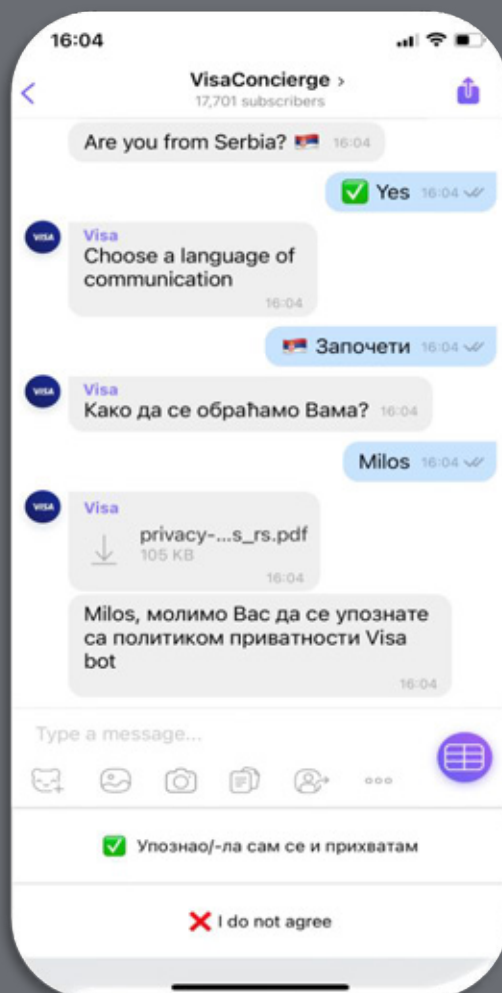 16:04
VisaConcierge >
17,701 subscribers
Are you from Serbia? 🇷🇸 16:04
✅ Yes 16:04
VISA
Visa
Choose a language of
communication
16:04
🇷🇸 Започети 16:04
VISA
Visa
Како да се обраћамо Вама? 16:04
Milos 16:04
VISA
Visa
privacy-...s_rs.pdf
105 KB
16:04
Milos, молимо Вас да се упознате
са политиком приватности Visa
bot
16:04
Type a message...
✅ Упознао/-ла сам се и прихватам
❌ I do not agree